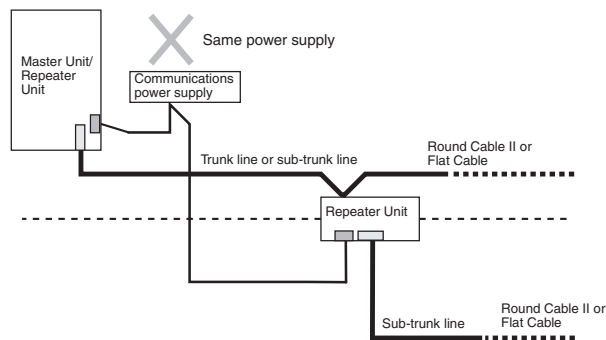 Same power supply
Master Unit/
Repeater
Unit
Communications
power supply
Trunk line or sub-trunk line
Round Cable II or
Flat Cable
Repeater Unit
Sub-trunk line
Round Cable II or
Flat Cable